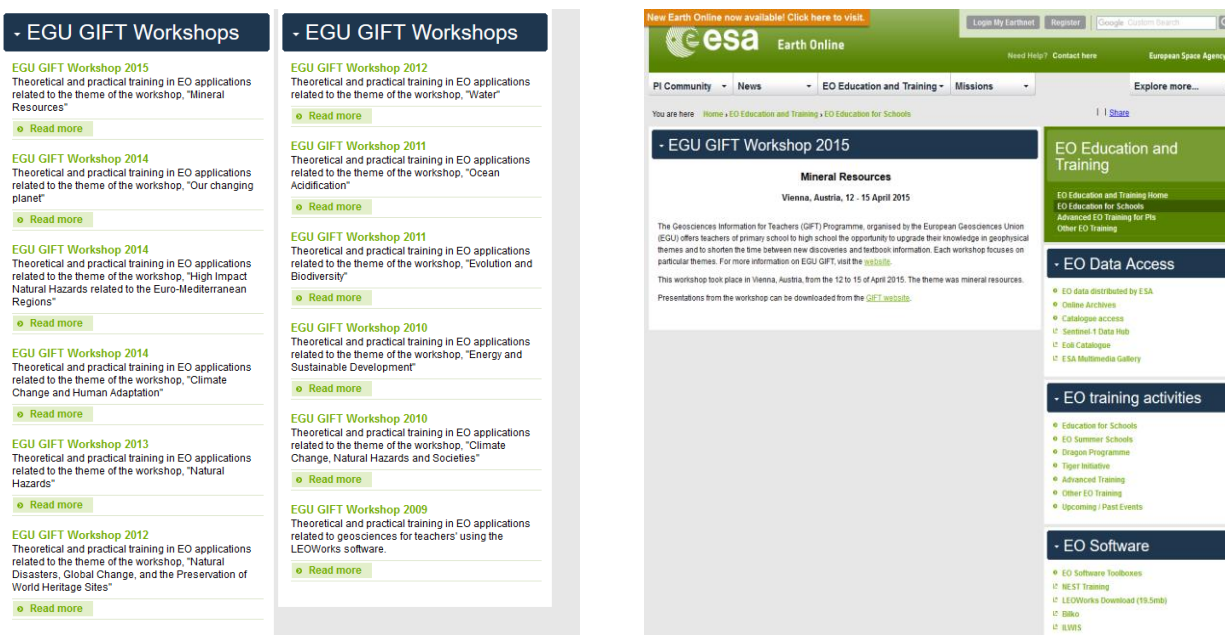 EGU GIFT Workshops
EGU GIFT Workshop 2015
Theoretical and practical training in EO applications
related to the theme of the workshop, "Mineral
Resources"
Read more
EGU GIFT Workshop 2014
Theoretical and practical training in EO applications
related to the theme of the workshop, "Our changing
planet"
Read more
EGU GIFT Workshop 2014
Theoretical and practical training in EO applications
related to the theme of the workshop, "High Impact
Natural Hazards related to the Euro-Mediterranean
Regions"
Read more
EGU GIFT Workshop 2014
Theoretical and practical training in EO applications
related to the theme of the workshop, "Climate
Change and Human Adaptation"
Read more
EGU GIFT Workshop 2013
Theoretical and practical training in EO applications
related to the theme of the workshop, "Natural
Hazards"
Read more
EGU GIFT Workshop 2012
Theoretical and practical training in EO applications
related to the theme of the workshop, "Natural
Disasters, Global Change, and the Preservation of
World Heritage Sites"
Read more
EGU GIFT Workshops
EGU GIFT Workshop 2012
Theoretical and practical training in EO applications
related to the theme of the workshop, "Water"
Read more
EGU GIFT Workshop 2011
Theoretical and practical training in EO applications
related to the theme of the workshop, "Ocean
Acidification"
Read more
EGU GIFT Workshop 2011
Theoretical and practical training in EO applications
related to the theme of the workshop, "Evolution and
Biodiversity"
Read more
EGU GIFT Workshop 2010
Theoretical and practical training in EO applications
related to the theme of the workshop, "Energy and
Sustainable Development"
Read more
EGU GIFT Workshop 2010
Theoretical and practical training in EO applications
related to the theme of the workshop, "Climate
Change, Natural Hazards and Societies"
Read more
EGU GIFT Workshop 2009
Theoretical and practical training in EO applications
related to geosciences for teachers' using the
LEOWorks software.
Read more
New Earth Online now available! Click here to visit.
Login My Earthnet Register Google Custom Search
esa Earth Online
Need Help? Contact here European Space Agency
PI Community News EO Education and Training Missions Explore more...
You are here Home › EO Education and Training › EO Education for Schools
| | Share
EGU GIFT Workshop 2015
Mineral Resources
Vienna, Austria, 12 - 15 April 2015
The Geosciences Information for Teachers (GIFT) Programme, organised by the European Geosciences Union
(EGU) offers teachers of primary school to high school the opportunity to upgrade their knowledge in geophysical
themes and to shorten the time between new discoveries and textbook information. Each workshop focuses on
particular themes. For more information on EGU GIFT, visit the website.
This workshop took place in Vienna, Austria, from the 12 to 15 of April 2015. The theme was mineral resources.
Presentations from the workshop can be downloaded from the GIFT website.
EO Education and
Training
EO Education and Training Home
EO Education for Schools
Advanced EO Training for PIs
Other EO Training
EO Data Access
EO data distributed by ESA
Online Archives
Catalogue access
Sentinel-1 Data Hub
Eoli Catalogue
ESA Multimedia Gallery
EO training activities
Education for Schools
EO Summer Schools
Dragon Programme
Tiger Initiative
Advanced Training
Other EO Training
Upcoming / Past Events
EO Software
EO Software Toolboxes
NEST Training
LEOWorks Download (19.5mb)
Bilko
ILWIS